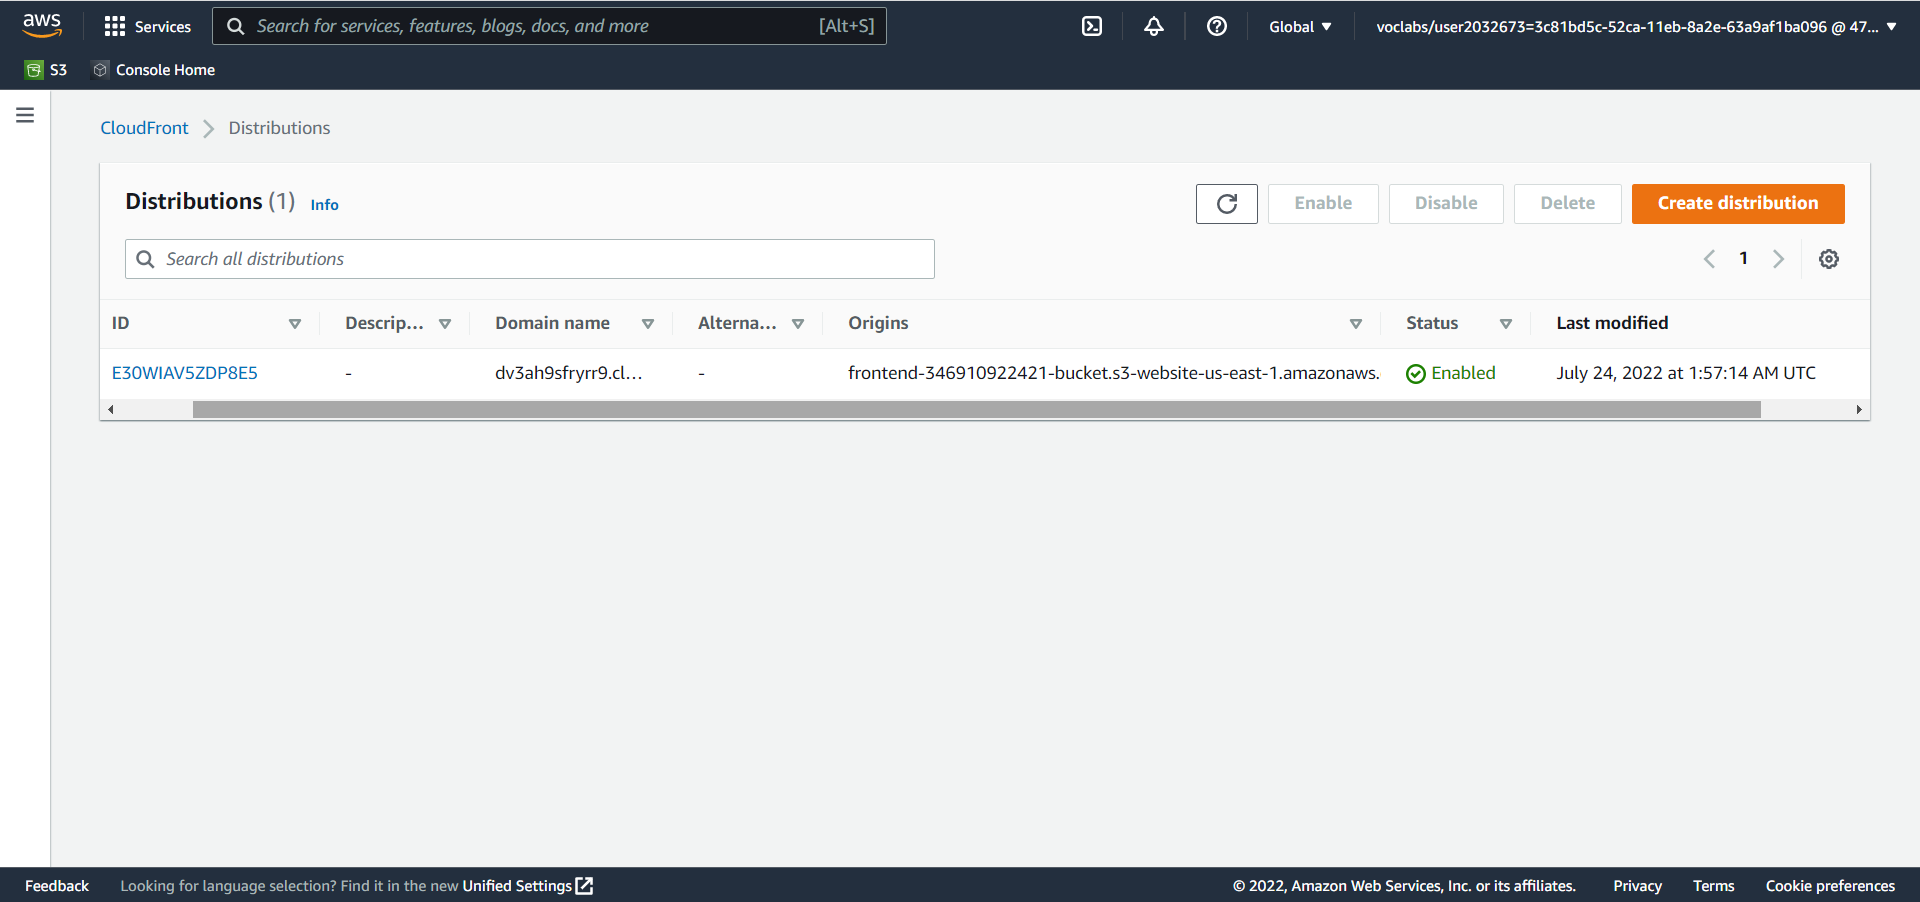 aws
Services
Search for services, features, blogs, docs, and more [Alt+S]
Global
voclabs/user2032673=3c81bd5c-52ca-11eb-8a2e-63a9af1ba096 @ 47...
S3
Console Home
CloudFront
Distributions
Distributions (1) Info
Enable
Disable
Delete
Create distribution
Search all distributions
1
ID Descrip... Domain name Alterna... Origins Status Last modified
E30WIAV5ZDP8E5 - dv3ah9sfryrr9.cl... - frontend-346910922421-bucket.s3-website-us-east-1.amazonaws. Enabled July 24, 2022 at 1:57:14 AM UTC
Feedback Looking for language selection? Find it in the new Unified Settings © 2022, Amazon Web Services, Inc. or its affiliates. Privacy Terms Cookie preferences